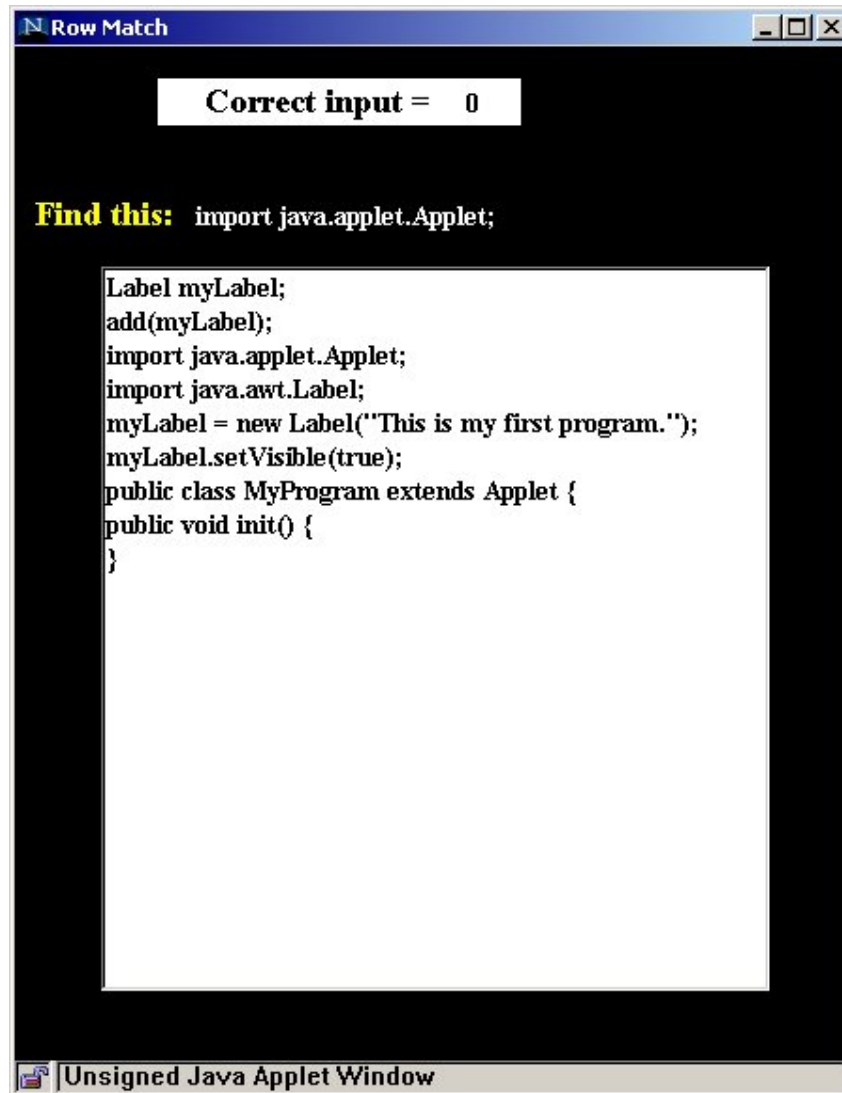 N Row Match
Correct input = 0
Find this: import java.applet.Applet;
Label myLabel;
add(myLabel);
import java.applet.Applet;
import java.awt.Label;
myLabel = new Label("This is my first program.");
myLabel.setVisible(true);
public class MyProgram extends Applet {
public void init() {
}
Unsigned Java Applet Window